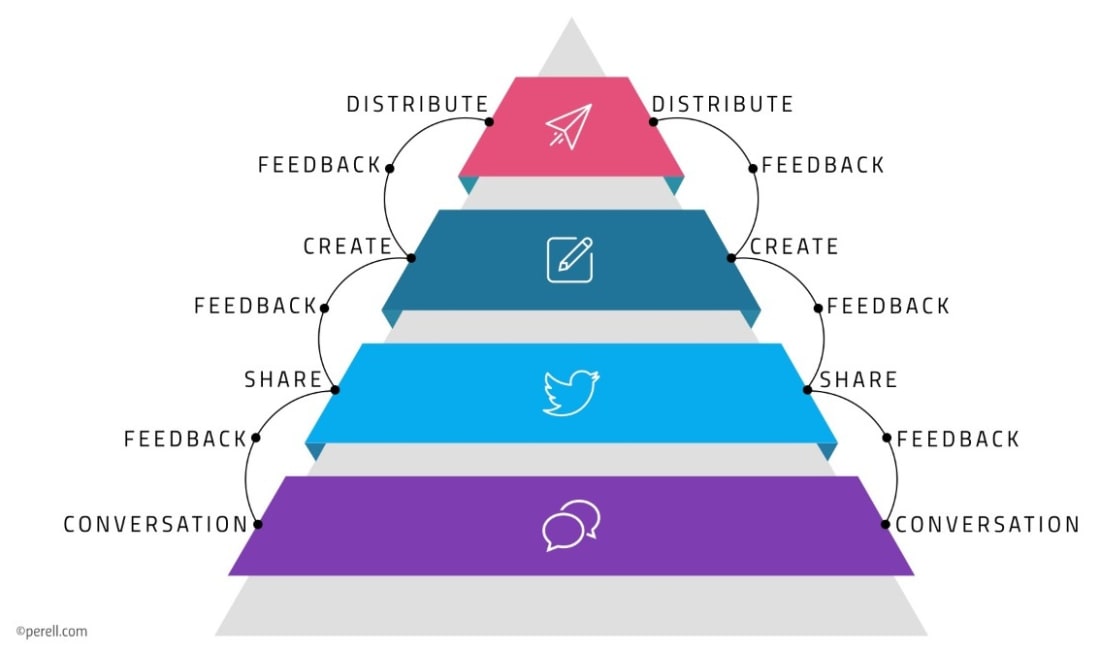 DISTRIBUTE DISTRIBUTE
FEEDBACK FEEDBACK
CREATE CREATE
FEEDBACK FEEDBACK
SHARE SHARE
FEEDBACK FEEDBACK
CONVERSATION CONVERSATION
©perell.com